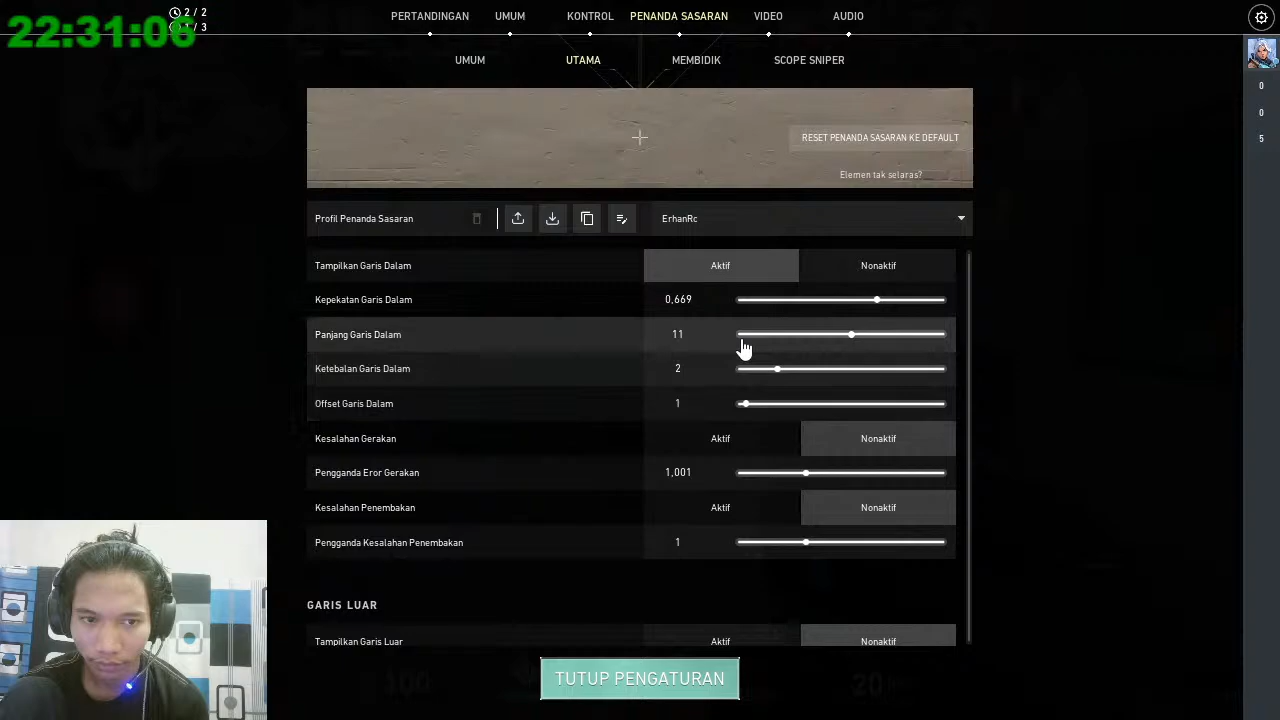 2 / 2
22:31:06
1 / 3
PERTANDINGAN
UMUM
KONTROL
PENANDA SASARAN
VIDEO
AUDIO
UMUM
UTAMA
MEMBIDIK
SCOPE SNIPER
0
0
5
RESET PENANDA SASARAN KE DEFAULT
Elemen tak selaras?
Profil Penanda Sasaran
ErhanRc
Tampilkan Garis Dalam
Aktif
Nonaktif
Kepekatan Garis Dalam
0,669
Panjang Garis Dalam
11
Ketebalan Garis Dalam
2
Offset Garis Dalam
1
Kesalahan Gerakan
Aktif
Nonaktif
Pengganda Eror Gerakan
1,001
Kesalahan Penembakan
Aktif
Nonaktif
Pengganda Kesalahan Penembakan
1
GARIS LUAR
Tampilkan Garis Luar
Aktif
Nonaktif
100
TUTUP PENGATURAN
20